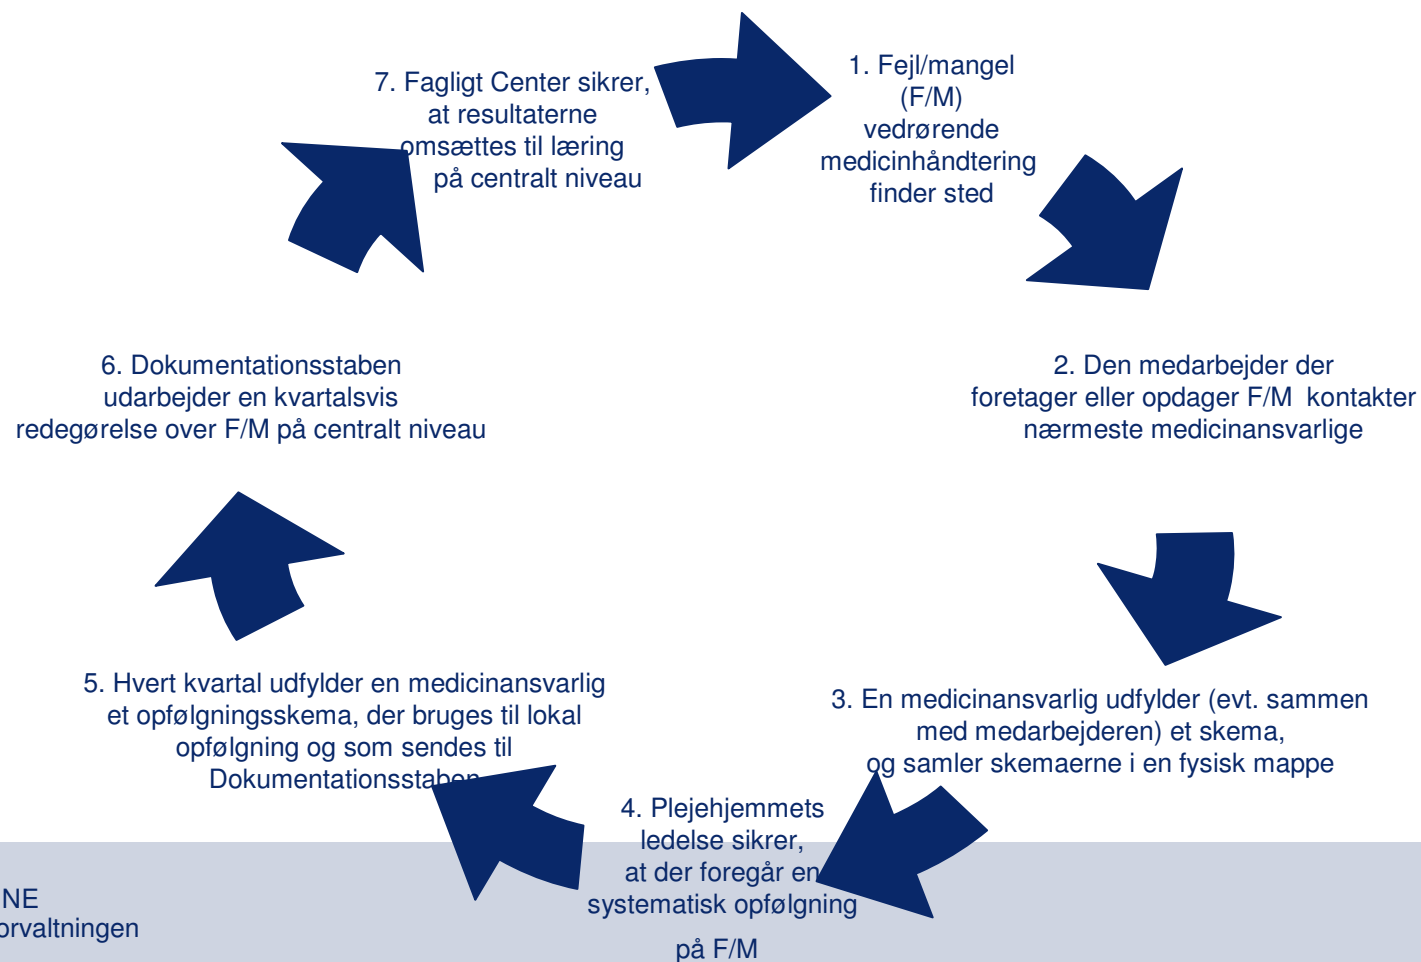 1. Fejl/mangel
(F/M)
vedrørende
medicinhåndtering
finder sted
2. Den medarbejder der
foretager eller opdager F/M kontakter
nærmeste medicinansvarlige
3. En medicinansvarlig udfylder (evt. sammen
med medarbejderen) et skema,
og samler skemaerne i en fysisk mappe
4. Plejehjemmets
ledelse sikrer,
at der foregår en
systematisk opfølgning
på F/M
5. Hvert kvartal udfylder en medicinansvarlig
et opfølgningsskema, der bruges til lokal
opfølgning og som sendes til
Dokumentationsstaben
6. Dokumentationsstaben
udarbejder en kvartalsvis
redegørelse over F/M på centralt niveau
7. Fagligt Center sikrer,
at resultaterne
omsættes til læring
på centralt niveau
NE
orvaltningen